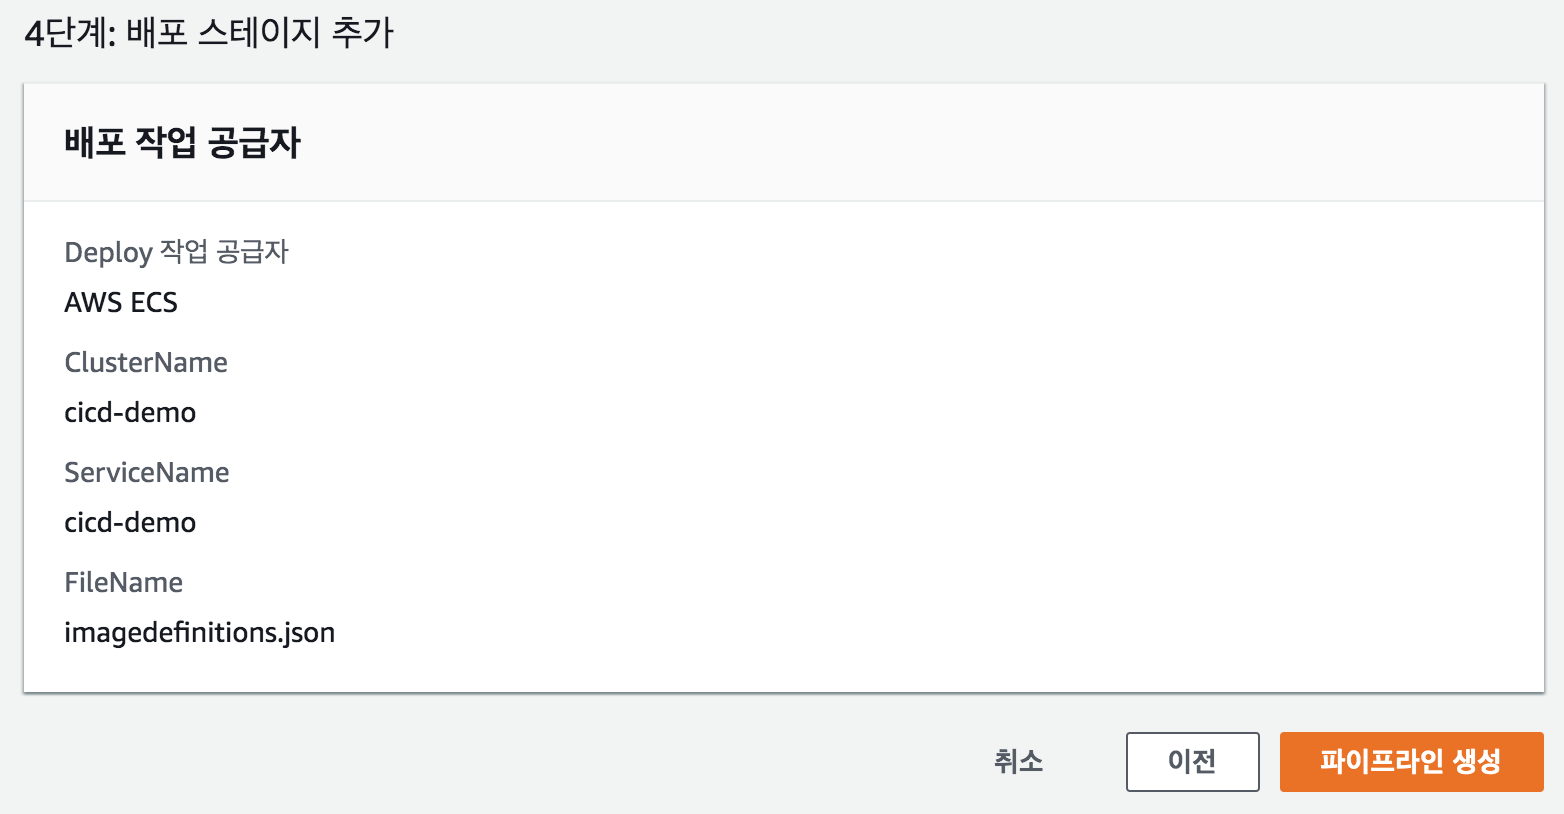 4단계: 배포 스테이지 추가
배포 작업 공급자
Deploy 작업 공급자
AWS ECS
ClusterName
cicd-demo
ServiceName
cicd-demo
FileName
imagedefinitions.json
취소 이전 파이프라인 생성